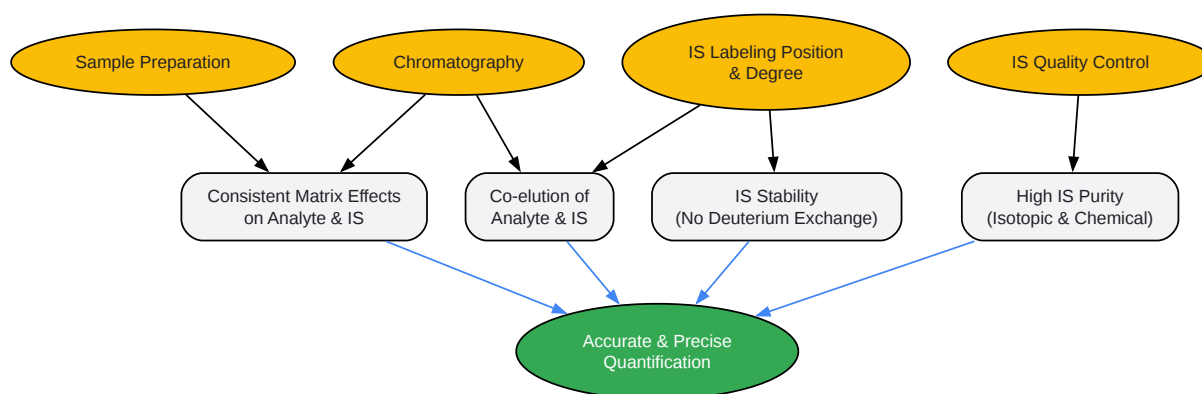 Sample Preparation
Chromatography
IS Labeling Position
& Degree
IS Quality Control
Consistent Matrix Effects
on Analyte & IS
Co-elution of
Analyte & IS
IS Stability
(No Deuterium Exchange)
High IS Purity
(Isotopic & Chemical)
Accurate & Precise
Quantification